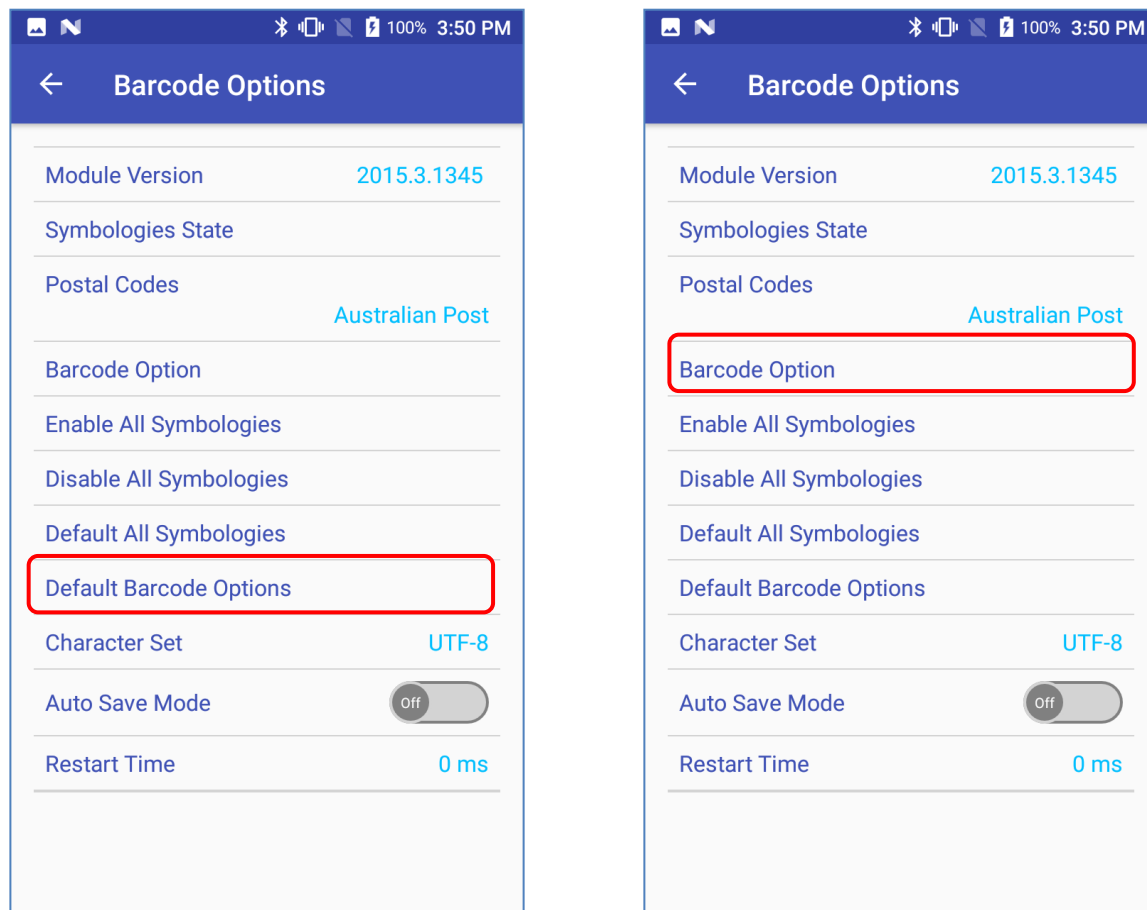 100% 3:50 PM
Barcode Options
Module Version 2015.3.1345
Symbologies State
Postal Codes
Australian Post
Barcode Option
Enable All Symbologies
Disable All Symbologies
Default All Symbologies
Default Barcode Options
Character Set UTF-8
Auto Save Mode Off
Restart Time 0 ms
100% 3:50 PM
Barcode Options
Module Version 2015.3.1345
Symbologies State
Postal Codes
Australian Post
Barcode Option
Enable All Symbologies
Disable All Symbologies
Default All Symbologies
Default Barcode Options
Character Set UTF-8
Auto Save Mode Off
Restart Time 0 ms